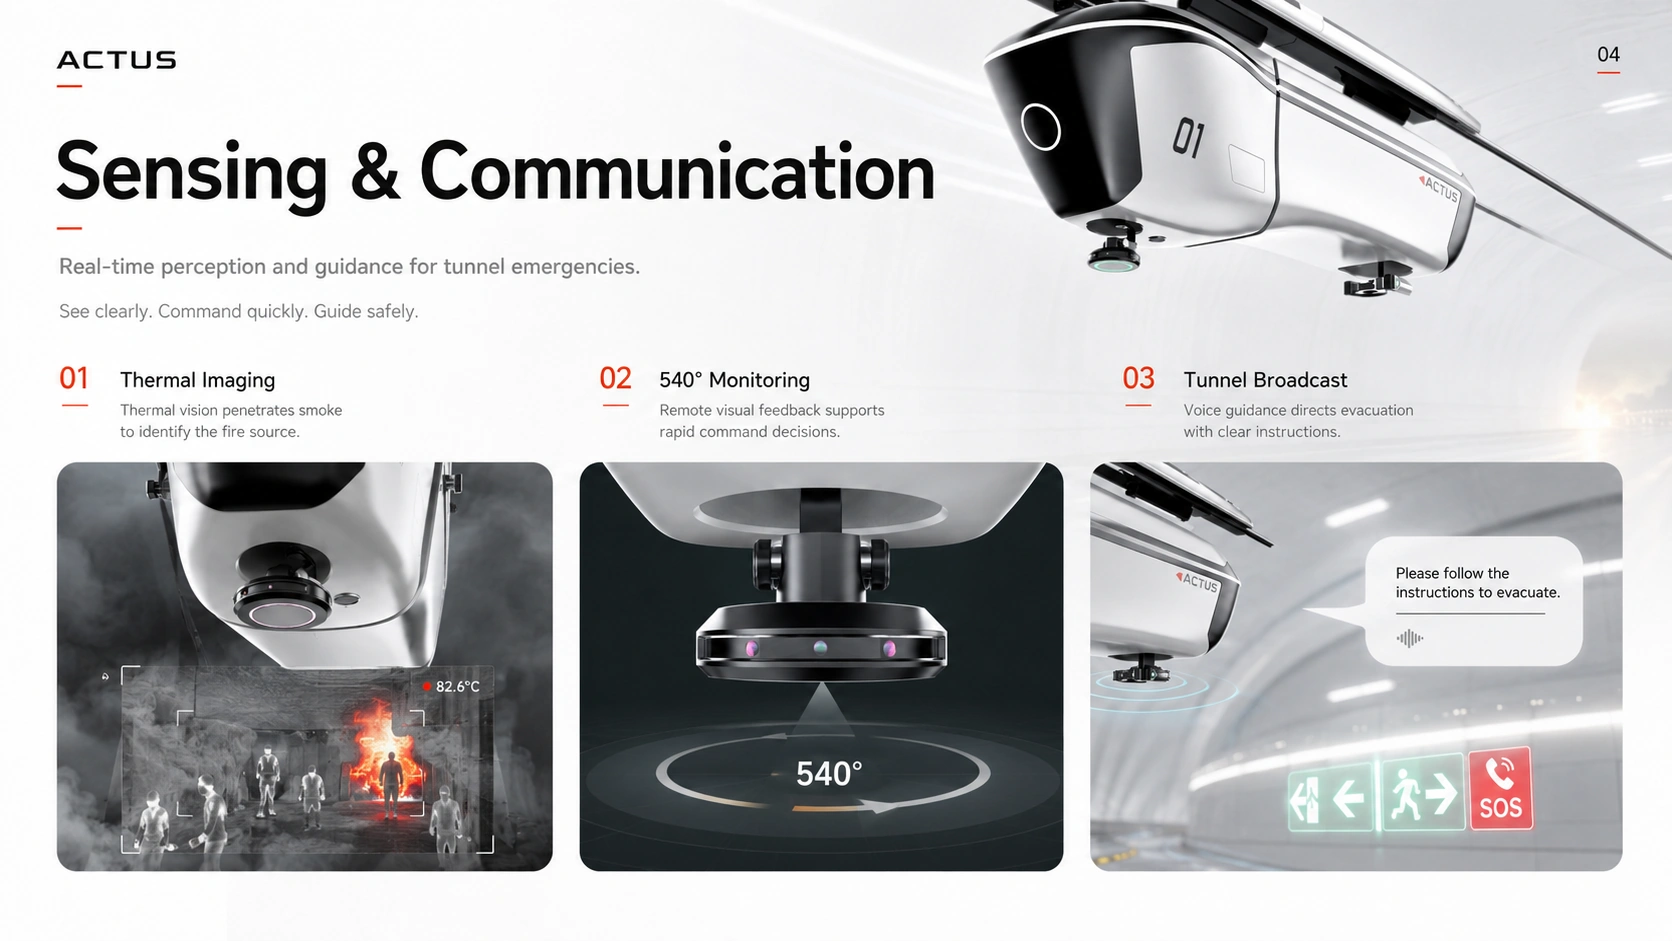 ACTUS
04
01
ACTUS
Sensing & Communication
Real-time perception and guidance for tunnel emergencies.
See clearly. Command quickly. Guide safely.
01
Thermal Imaging
Thermal vision penetrates smoke
to identify the fire source.
02
540° Monitoring
Remote visual feedback supports
rapid command decisions.
03
Tunnel Broadcast
Voice guidance directs evacuation
with clear instructions.
82.6°C
540°
ACTUS
Please follow the
instructions to evacuate.
SOS